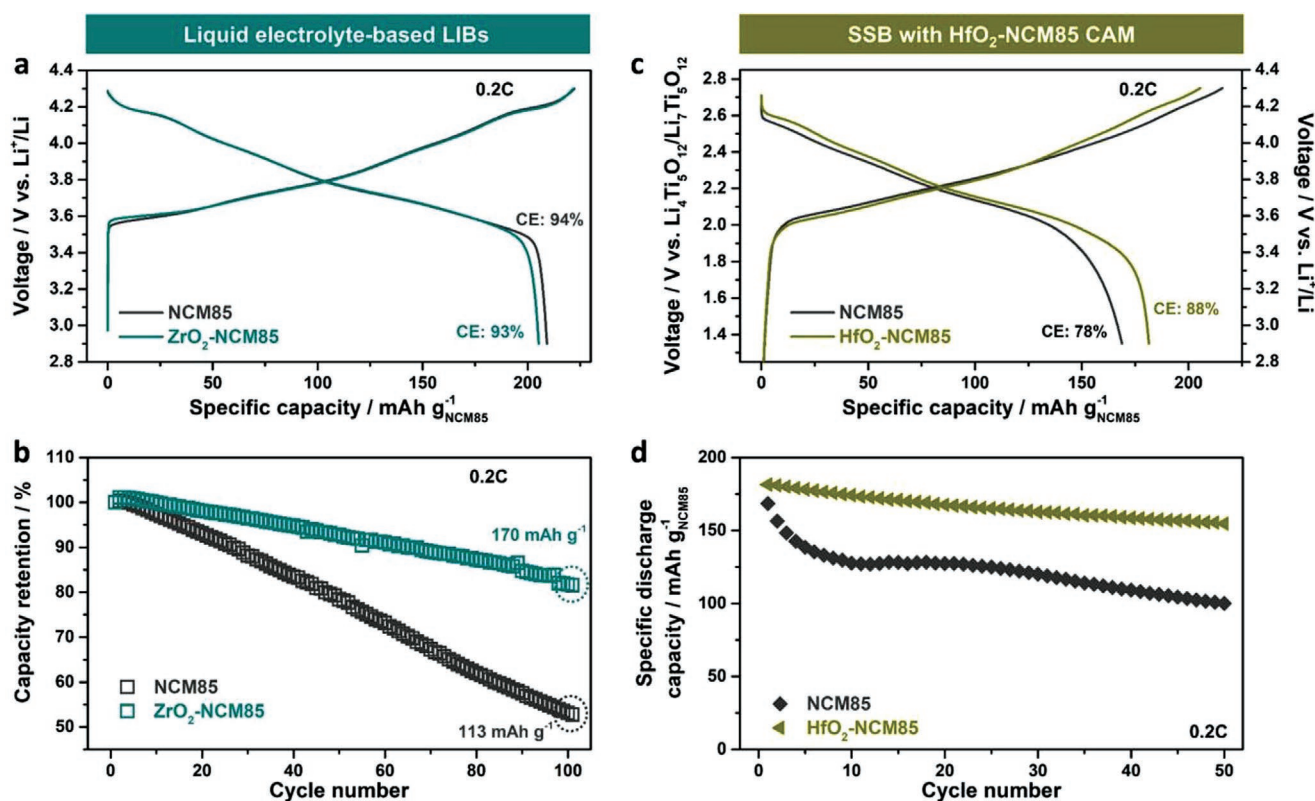 Liquid electrolyte-based LIBs
a
4.4
4.2
4.0
3.8
3.6
3.4
3.2
3.0
2.8
Voltage / V vs. Li⁺/Li
0.2C
CE: 94%
CE: 93%
NCM85
ZrO₂-NCM85
0 50 100 150 200
Specific capacity / mAh g⁻¹NCM85
b
110
100
90
80
70
60
50
Capacity retention / %
0.2C
170 mAh g⁻¹
113 mAh g⁻¹
NCM85
ZrO₂-NCM85
0 20 40 60 80 100
Cycle number
SSB with HfO₂-NCM85 CAM
c
2.8
2.6
2.4
2.2
2.0
1.8
1.6
1.4
Voltage / V vs. Li₄Ti₅O₁₂/Li₇Ti₅O₁₂
0.2C
CE: 88%
CE: 78%
NCM85
HfO₂-NCM85
4.4
4.2
4.0
3.8
3.6
3.4
3.2
3.0
2.8
Voltage / V vs. Li⁺/Li
0 50 100 150 200
Specific capacity / mAh g⁻¹NCM85
d
200
150
100
50
0
Specific discharge
capacity / mAh g⁻¹NCM85
NCM85
HfO₂-NCM85
0.2C
0 10 20 30 40 50
Cycle number